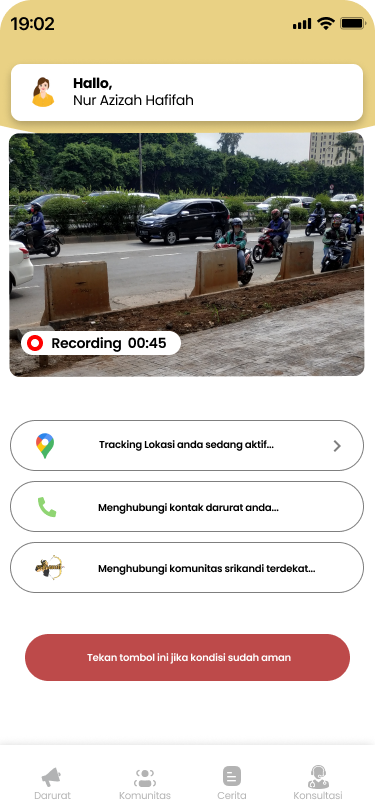 19:02
Hallo,
Nur Azizah Hafifah
Recording 00:45
Tracking Lokasi anda sedang aktif...
Menghubungi kontak darurat anda...
Menghubungi komunitas srikandi terdekat...
Tekan tombol ini jika kondisi sudah aman
Darurat Komunitas Cerita Konsultasi